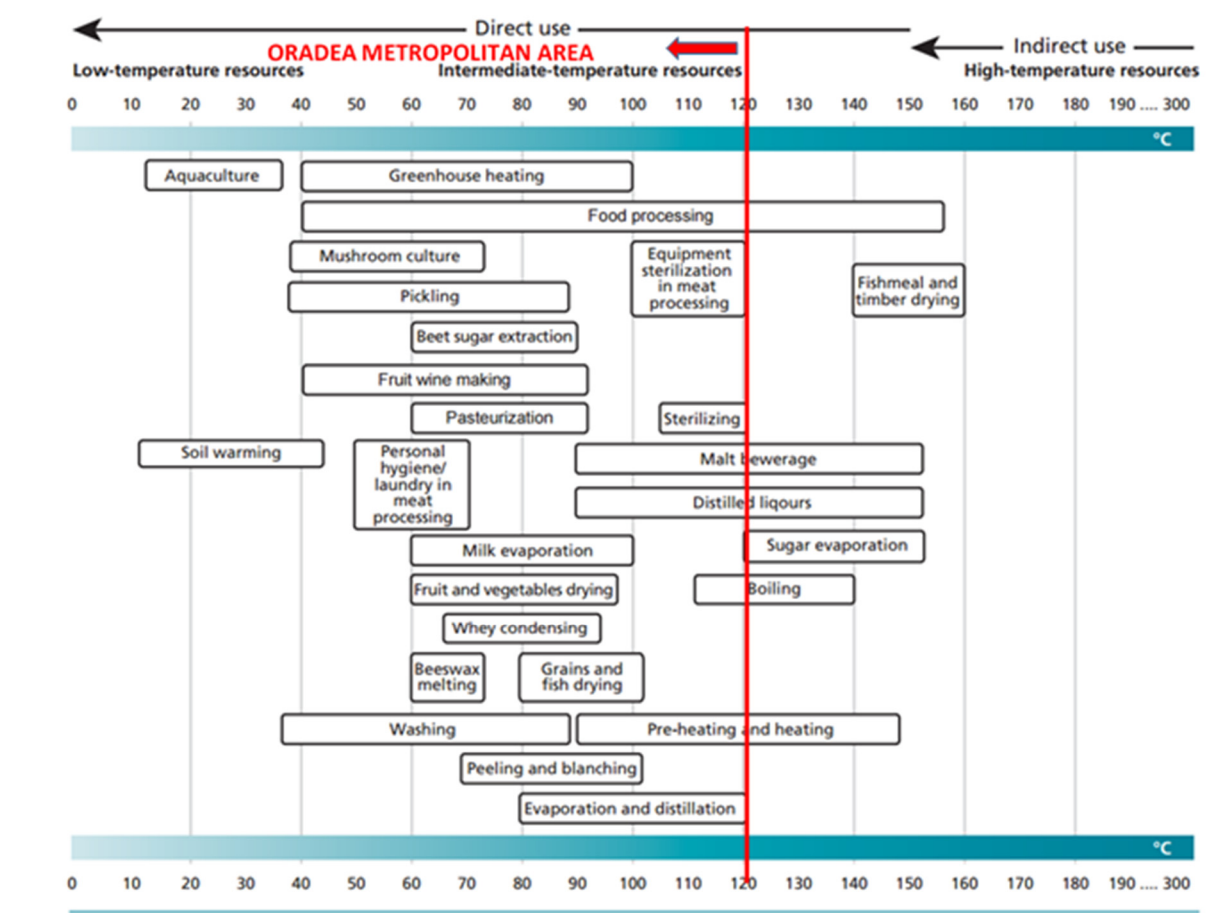 Direct use
ORADEA METROPOLITAN AREA
Indirect use
Low-temperature resources
Intermediate-temperature resources
High-temperature resources
0 10 20 30 40 50 60 70 80 90 100 110 120 130 140 150 160 170 180 190 .... 300
°C
Aquaculture
Greenhouse heating
Food processing
Mushroom culture
Equipment
sterilization
in meat
processing
Fishmeal and
timber drying
Pickling
Beet sugar extraction
Fruit wine making
Pasteurization
Sterilizing
Soil warming
Personal
hygiene/
laundry in
meat
processing
Malt bewerage
Distilled liqours
Milk evaporation
Sugar evaporation
Fruit and vegetables drying
Boiling
Whey condensing
Beeswax
melting
Grains and
fish drying
Washing
Pre-heating and heating
Peeling and blanching
Evaporation and distillation
°C
0 10 20 30 40 50 60 70 80 90 100 110 120 130 140 150 160 170 180 190 .... 300